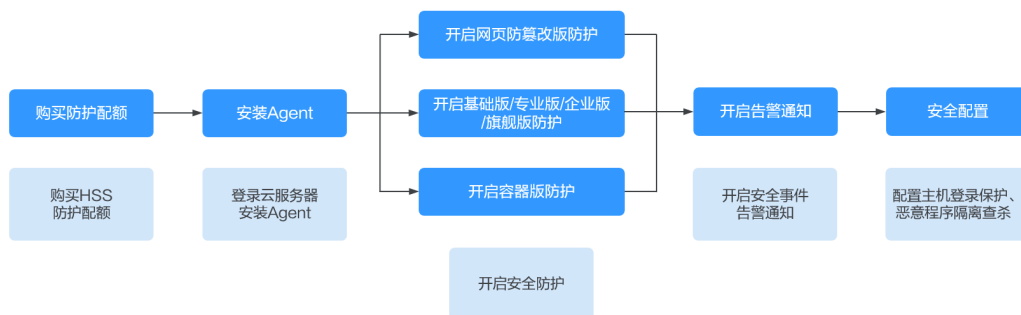 开启网页防篡改版防护
购买防护配额
安装Agent
开启基础版/专业版/企业版
/旗舰版防护
开启告警通知
安全配置
开启容器版防护
购买HSS
防护配额
登录云服务器
安装Agent
开启安全事件
告警通知
配置主机登录保护、
恶意程序隔离查杀
开启安全防护